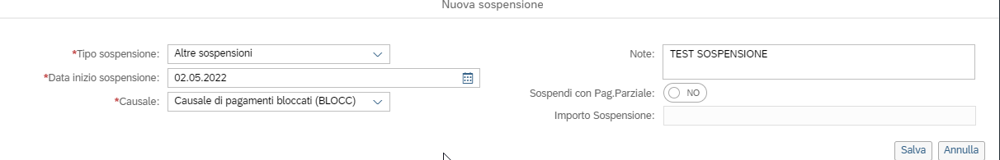 Nuova sospensione
*Tipo sospensione: Altre sospensioni
*Data inizio sospensione: 02.05.2022
*Causale: Causale di pagamenti bloccati (BLOCC)
Note: TEST SOSPENSIONE
Sospendi con Pag.Parziale: NO
Importo Sospensione:
Salva Annulla